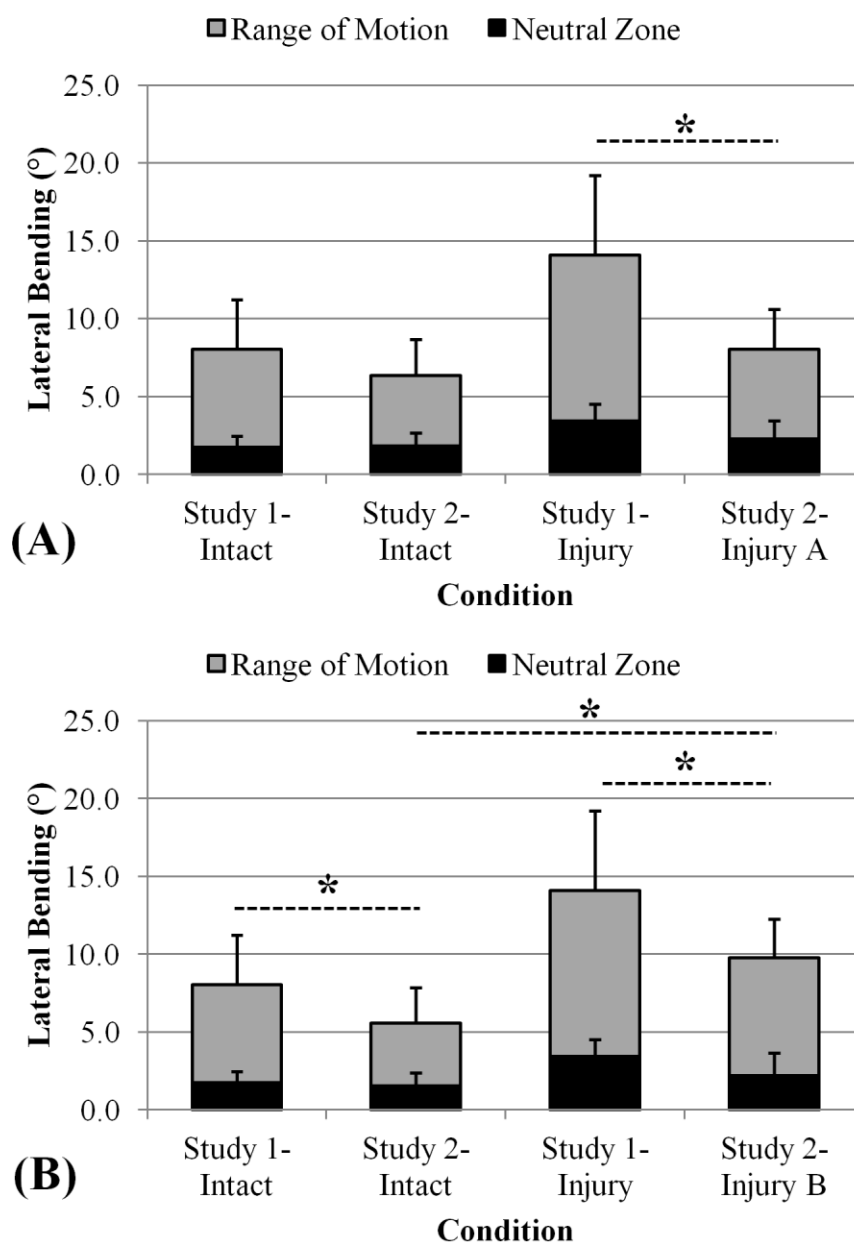 Range of Motion Neutral Zone
Lateral Bending (°)
25.0
20.0
15.0
10.0
5.0
0.0
*
Study 1-
Intact
Study 2-
Intact
Study 1-
Injury
Study 2-
Injury A
(A)
Condition
Range of Motion Neutral Zone
Lateral Bending (°)
25.0
20.0
15.0
10.0
5.0
0.0
*
*
*
Study 1-
Intact
Study 2-
Intact
Study 1-
Injury
Study 2-
Injury B
(B)
Condition